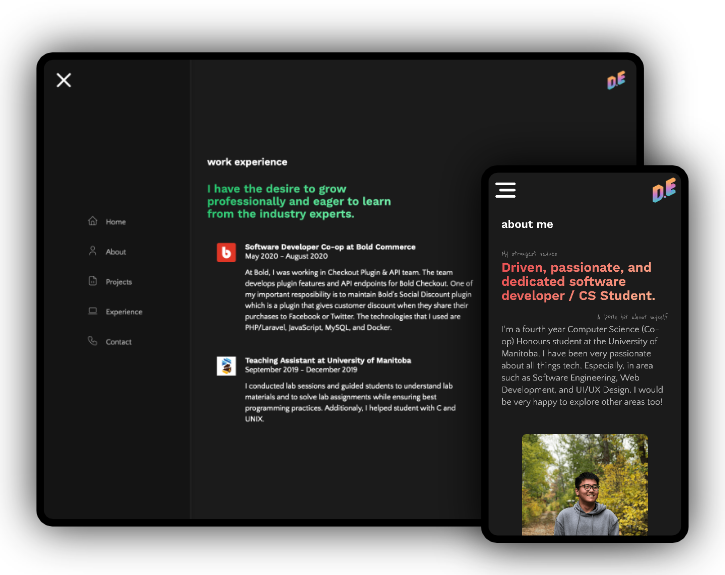 D.E
work experience
I have the desire to grow
professionally and eager to learn
from the industry experts.
Home
About
Projects
Experience
Contact
Software Developer Co-op at Bold Commerce
May 2020 - August 2020
At Bold, I was working in Checkout Plugin & API team. The team
develops plugin features and API endpoints for Bold Checkout. One of
my important resposibility is to maintain Bold's Social Discount plugin
which is a plugin that gives customer discount when they share their
purchases to Facebook or Twitter. The technologies that I used are
PHP/Laravel, JavaScript, MySQL, and Docker.
Teaching Assistant at University of Manitoba
September 2019 - December 2019
I conducted lab sessions and guided students to understand lab
materials and to solve lab assignments while ensuring best
programming practices. Additionaly, I helped student with C and
UNIX.
D.E
about me
My strongest
Driven, passionate, and
dedicated software
developer / CS Student.
about myself
I'm a fourth year Computer Science (Co-
op) Honours student at the University of
Manitoba. I have been very passionate
about all things tech. Especially, in area
such as Software Engineering, Web
Development, and UI/UX Design. I would
be very happy to explore other areas too!